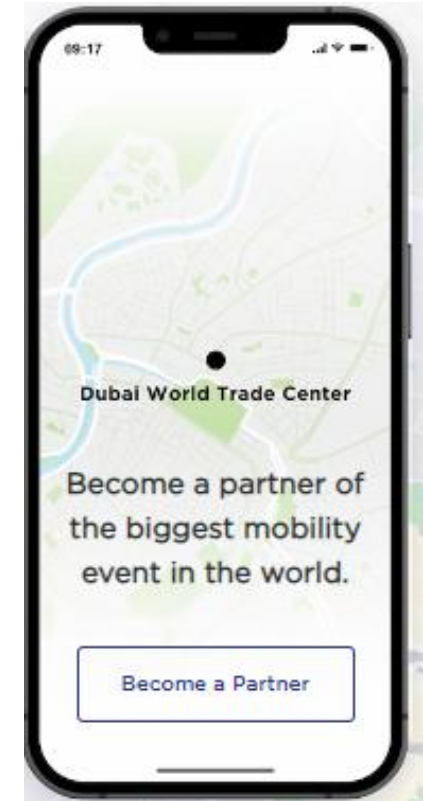 09:17
Dubai World Trade Center
Become a partner of
the biggest mobility
event in the world.
Become a Partner